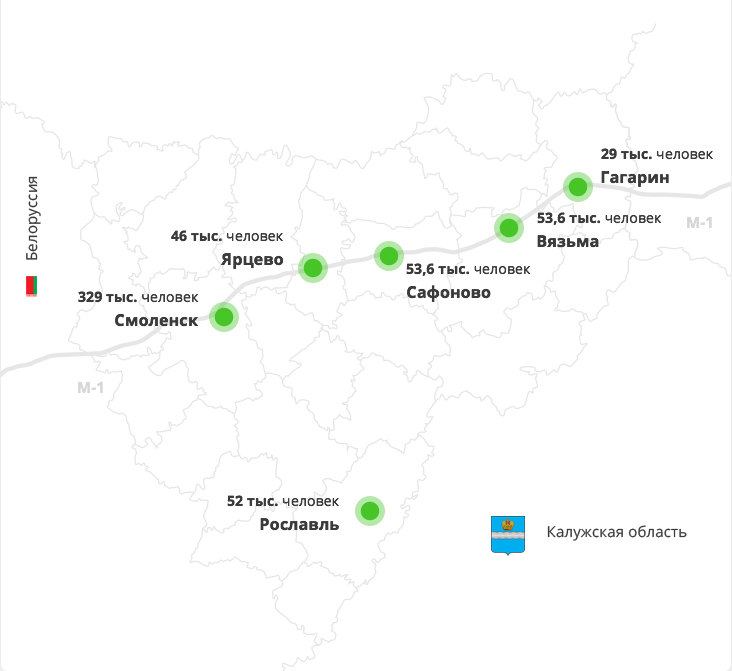 29 тыс. человек
Гагарин
М-1
53,6 тыс. человек
Вязьма
Белоруссия
46 тыс. человек
Ярцево
53,6 тыс. человек
Сафоново
329 тыс. человек
Смоленск
М-1
52 тыс. человек
Рославль
Калужская область